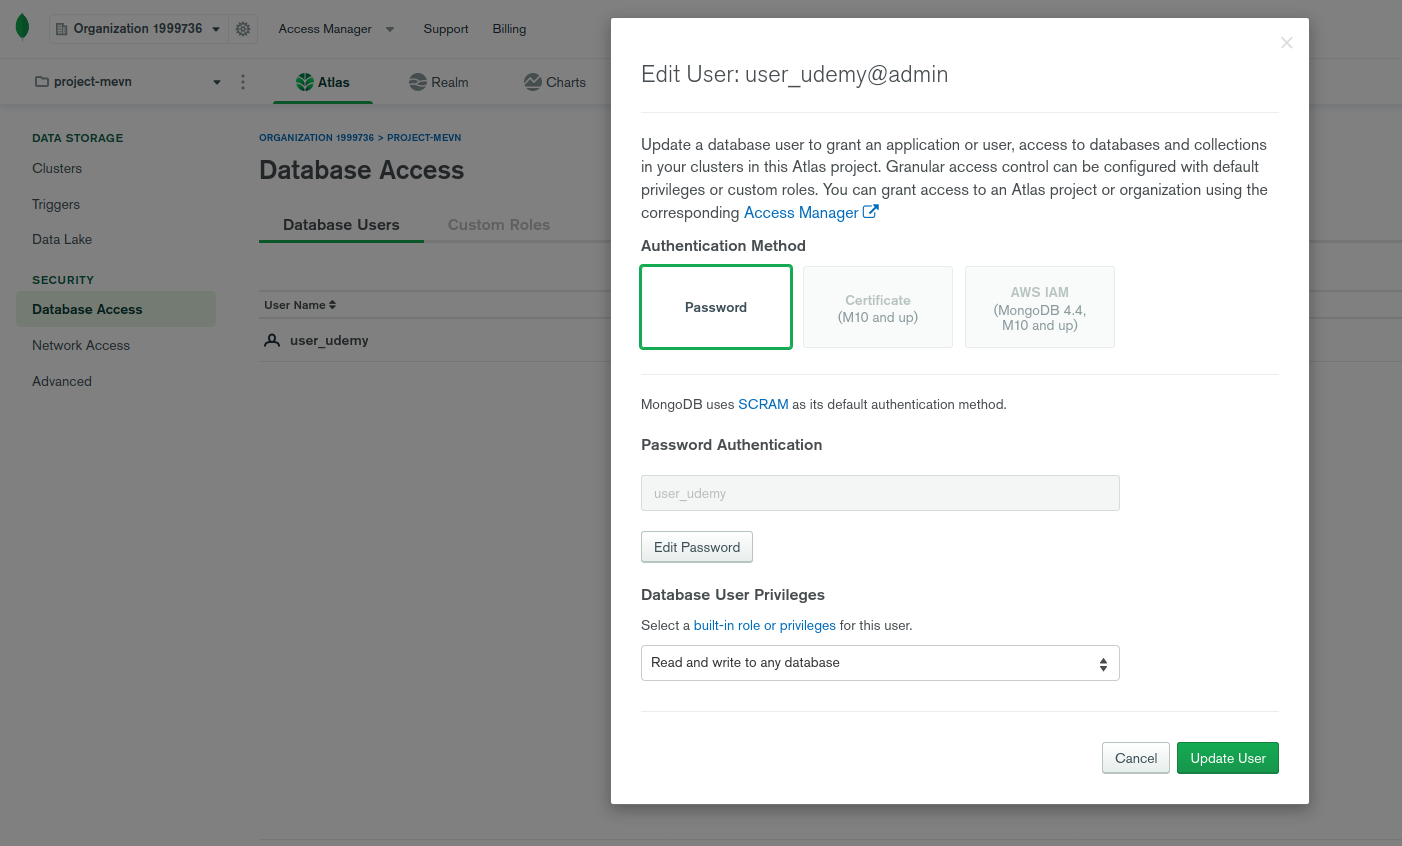 Organization 1999736
Access Manager
Support
Billing
project-mevn
Atlas
Realm
Charts
DATA STORAGE
Clusters
Triggers
Data Lake
SECURITY
Database Access
Network Access
Advanced
ORGANIZATION 1999736 > PROJECT-MEVN
Database Access
Database Users
Custom Roles
User Name
user_udemy
Edit User: user_udemy@admin
Update a database user to grant an application or user, access to databases and collections
in your clusters in this Atlas project. Granular access control can be configured with default
privileges or custom roles. You can grant access to an Atlas project or organization using the
corresponding Access Manager
Authentication Method
Password
Certificate
(M10 and up)
AWS IAM
(MongoDB 4.4,
M10 and up)
MongoDB uses SCRAM as its default authentication method.
Password Authentication
user_udemy
Edit Password
Database User Privileges
Select a built-in role or privileges for this user.
Read and write to any database
Cancel
Update User